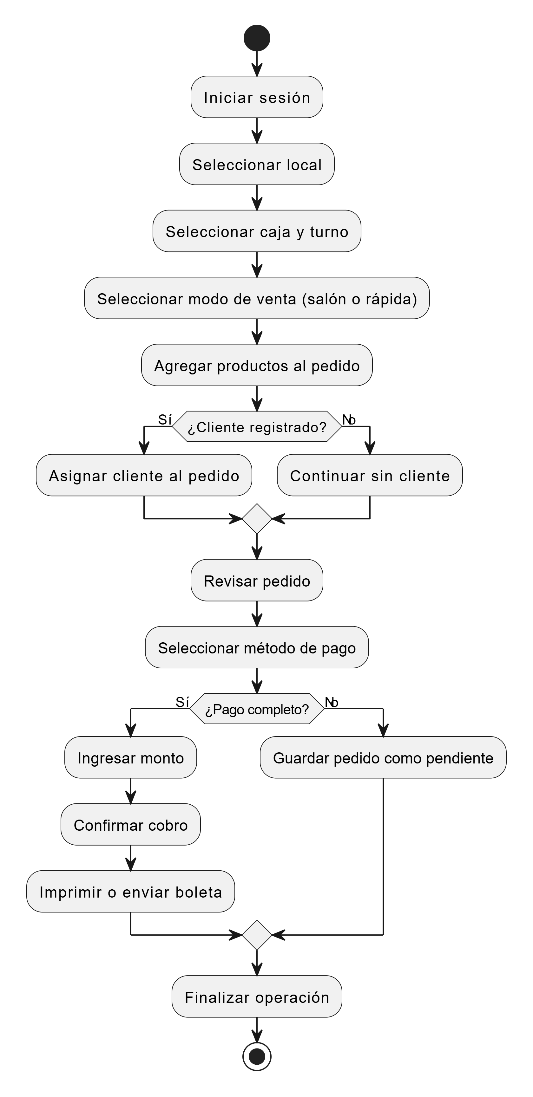 Iniciar sesión
Seleccionar local
Seleccionar caja y turno
Seleccionar modo de venta (salón o rápida)
Agregar productos al pedido
Sí
¿Cliente registrado?
No
Asignar cliente al pedido
Continuar sin cliente
Revisar pedido
Seleccionar método de pago
Sí
¿Pago completo?
No
Ingresar monto
Guardar pedido como pendiente
Confirmar cobro
Imprimir o enviar boleta
Finalizar operación